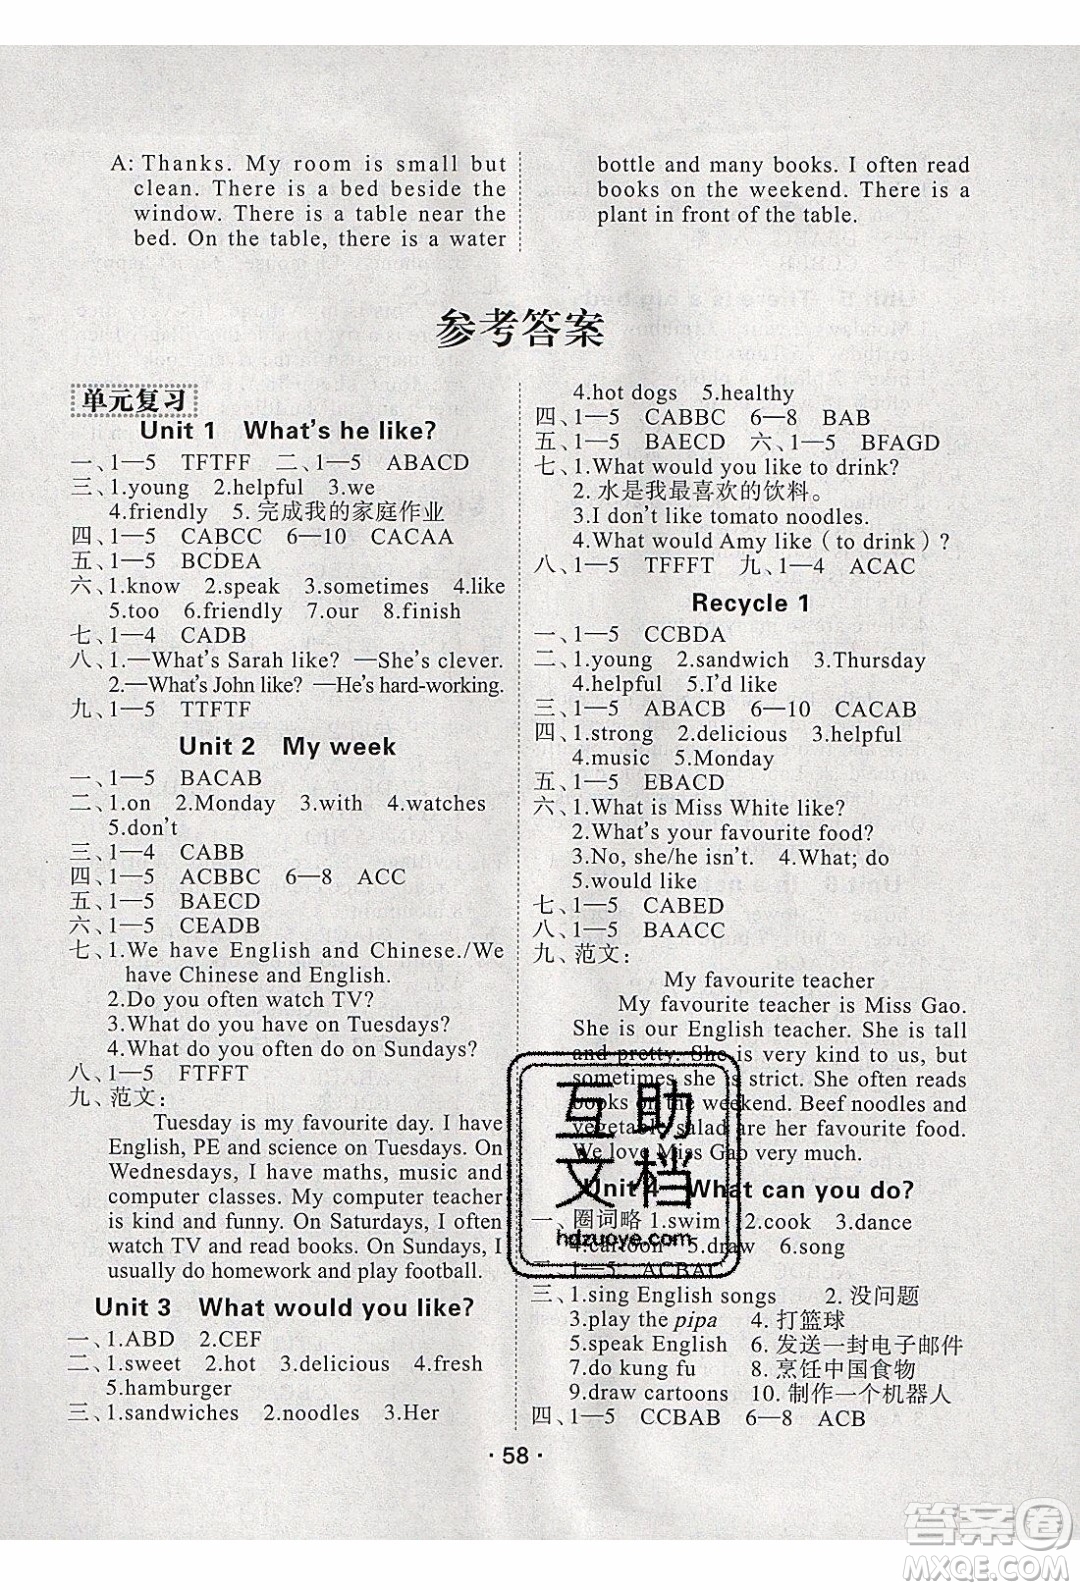 A: Thanks. My room is small but
clean. There is a bed beside the
window. There is a table near the
bed. On the table, there is a water
bottle and many books. I often read
books on the weekend. There is a
plant in front of the table.
参考答案
单元复习
Unit 1 What's he like?
一、1—5 TFTFF 二、1—5 ABACD
三、1.young 2.helpful 3.we
4.friendly 5. 完成我的家庭作业
四、1—5 CABCC 6—10 CACAA
五、1—5 BCDEA
六、1.know 2.speak 3.sometimes 4.like
5.too 6.friendly 7.our 8.finish
七、1—4 CADB
八、1.—What's Sarah like? —She's clever.
2.—What's John like? —He's hard-working.
九、1—5 TTFTF
Unit 2 My week
一、1—5 BACAB
二、1.on 2.Monday 3.with 4.watches
5.don't
三、1—4 CABB
四、1—5 ACBBC 6—8 ACC
五、1—5 BAECD
六、1—5 CEADB
七、1.We have English and Chinese./We
have Chinese and English.
2.Do you often watch TV?
3.What do you have on Tuesdays?
4.What do you often do on Sundays?
八、1—5 FTFFT
九、范文：
Tuesday is my favourite day. I have
English, PE and science on Tuesdays. On
Wednesdays, I have maths, music and
computer classes. My computer teacher
is kind and funny. On Saturdays, I often
watch TV and read books. On Sundays, I
usually do homework and play football.
Unit 3 What would you like?
一、1.ABD 2.CEF
二、1.sweet 2.hot 3.delicious 4.fresh
5.hamburger
三、1.sandwiches 2.noodles 3.Her
4.hot dogs 5.healthy
四、1—5 CABBC 6—8 BAB
五、1—5 BAECD 六、1—5 BFAGD
七、1.What would you like to drink?
2. 水是我最喜欢的饮料。
3.I don't like tomato noodles.
4.What would Amy like（to drink）?
八、1—5 TFFFT 九、1—4 ACAC
Recycle 1
一、1—5 CCBDA
二、1.young 2.sandwich 3.Thursday
4.helpful 5.I'd like
三、1—5 ABACB 6—10 CACAB
四、1.strong 2.delicious 3.helpful
4.music 5.Monday
五、1—5 EBACD
六、1.What is Miss White like?
2.What's your favourite food?
3.No, she/he isn't. 4.What; do
5.would like
七、1—5 CABED
八、1—5 BAACC
九、范文：
My favourite teacher
My favourite teacher is Miss Gao.
She is our English teacher. She is tall
and pretty. She is very kind to us, but
sometimes she is strict. She often reads
books on the weekend. Beef noodles and
vegetable salad are her favourite food.
We love Miss Gao very much.
Unit 4 What can you do?
一、圈词略 1.swim 2.cook 3.dance
4.cartoon 5.draw 6.song
二、1—5 ACBAC
三、1.sing English songs 2. 没问题
3.play the pipa 4. 打篮球
5.speak English 6. 发送一封电子邮件
7.do kung fu 8. 烹饪中国食物
9.draw cartoons 10. 制作一个机器人
四、1—5 CCBAB 6—8 ACB
互助
文档
hdzuoye.com
· 58 ·
答案圈
MXQE.COM